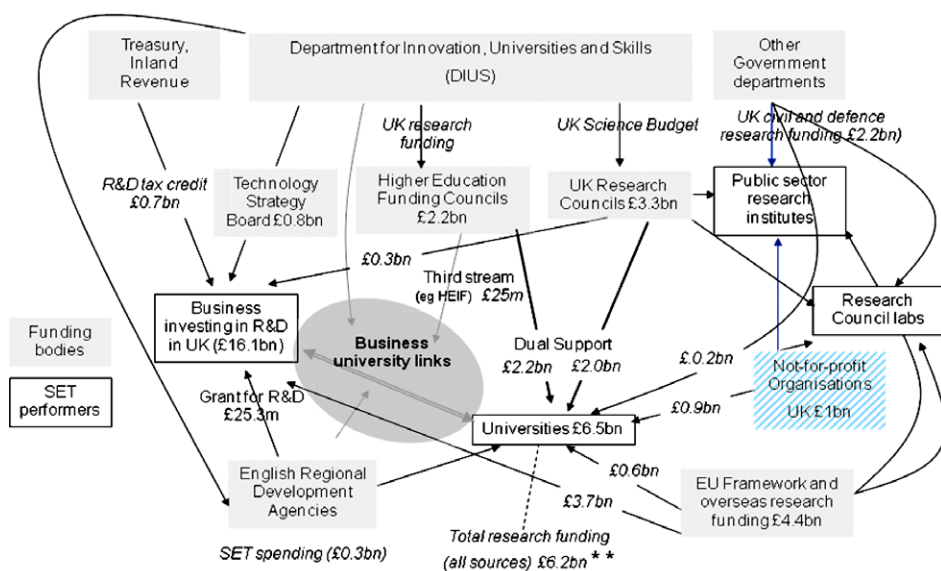 Treasury,
Inland
Revenue
Department for Innovation, Universities and Skills
(DIUS)
Other
Government
departments
UK research
funding
UK Science Budget
UK civil and defence
research funding £2.2bn)
R&D tax credit
£0.7bn
Technology
Strategy
Board £0.8bn
Higher Education
Funding Councils
£2.2bn
UK Research
Councils £3.3bn
Public sector
research
institutes
£0.3bn
Third stream
(eg HEIF) £25m
Business
investing in R&D
in UK (£16.1bn)
Business
university links
Research
Council labs
Funding
bodies
SET
performers
Dual Support
£2.2bn £2.0bn
£0.2bn
Not-for-profit
Organisations
UK £1bn
Grant for R&D
£25.3m
£0.9bn
Universities £6.5bn
English Regional
Development
Agencies
£0.6bn
£3.7bn
EU Framework and
overseas research
funding £4.4bn
SET spending (£0.3bn)
Total research funding
(all sources) £6.2bn**